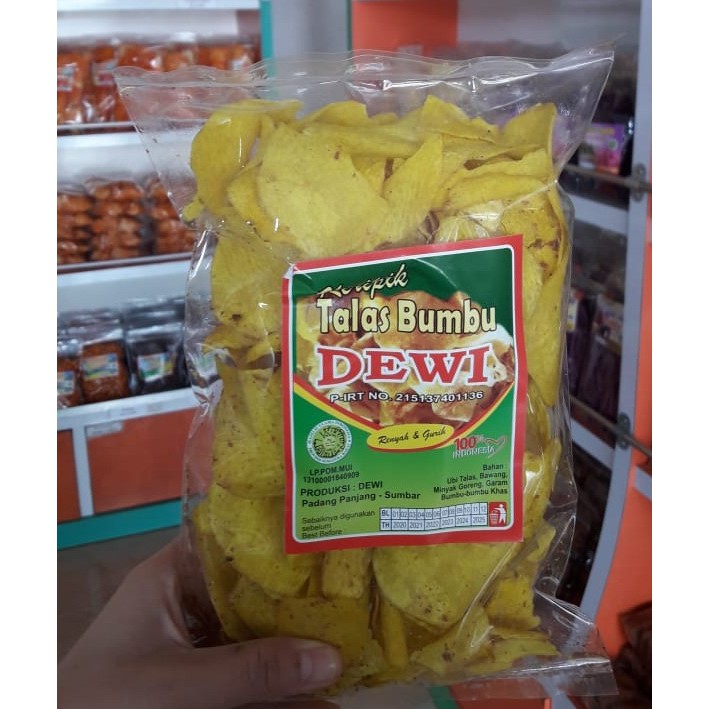 Keripik
Talas Bumbu
DEWI
P-IRT NO. 215137401136
Renyah & Gurih
100%
INDONESIA
LP.POM.MUI
13100001840909
PRODUKSI : DEWI
Padang Panjang - Sumbar
Bahan :
Ubi Talas, Bawang,
Minyak Goreng, Garam
Bumbu-bumbu Khas
Sebaiknya digunakan
sebelum :
Best Before :
BL 01 02 03 04 05 06 07 08 09 10 11 12
TH 2020 2021 2022 2023 2024 2025